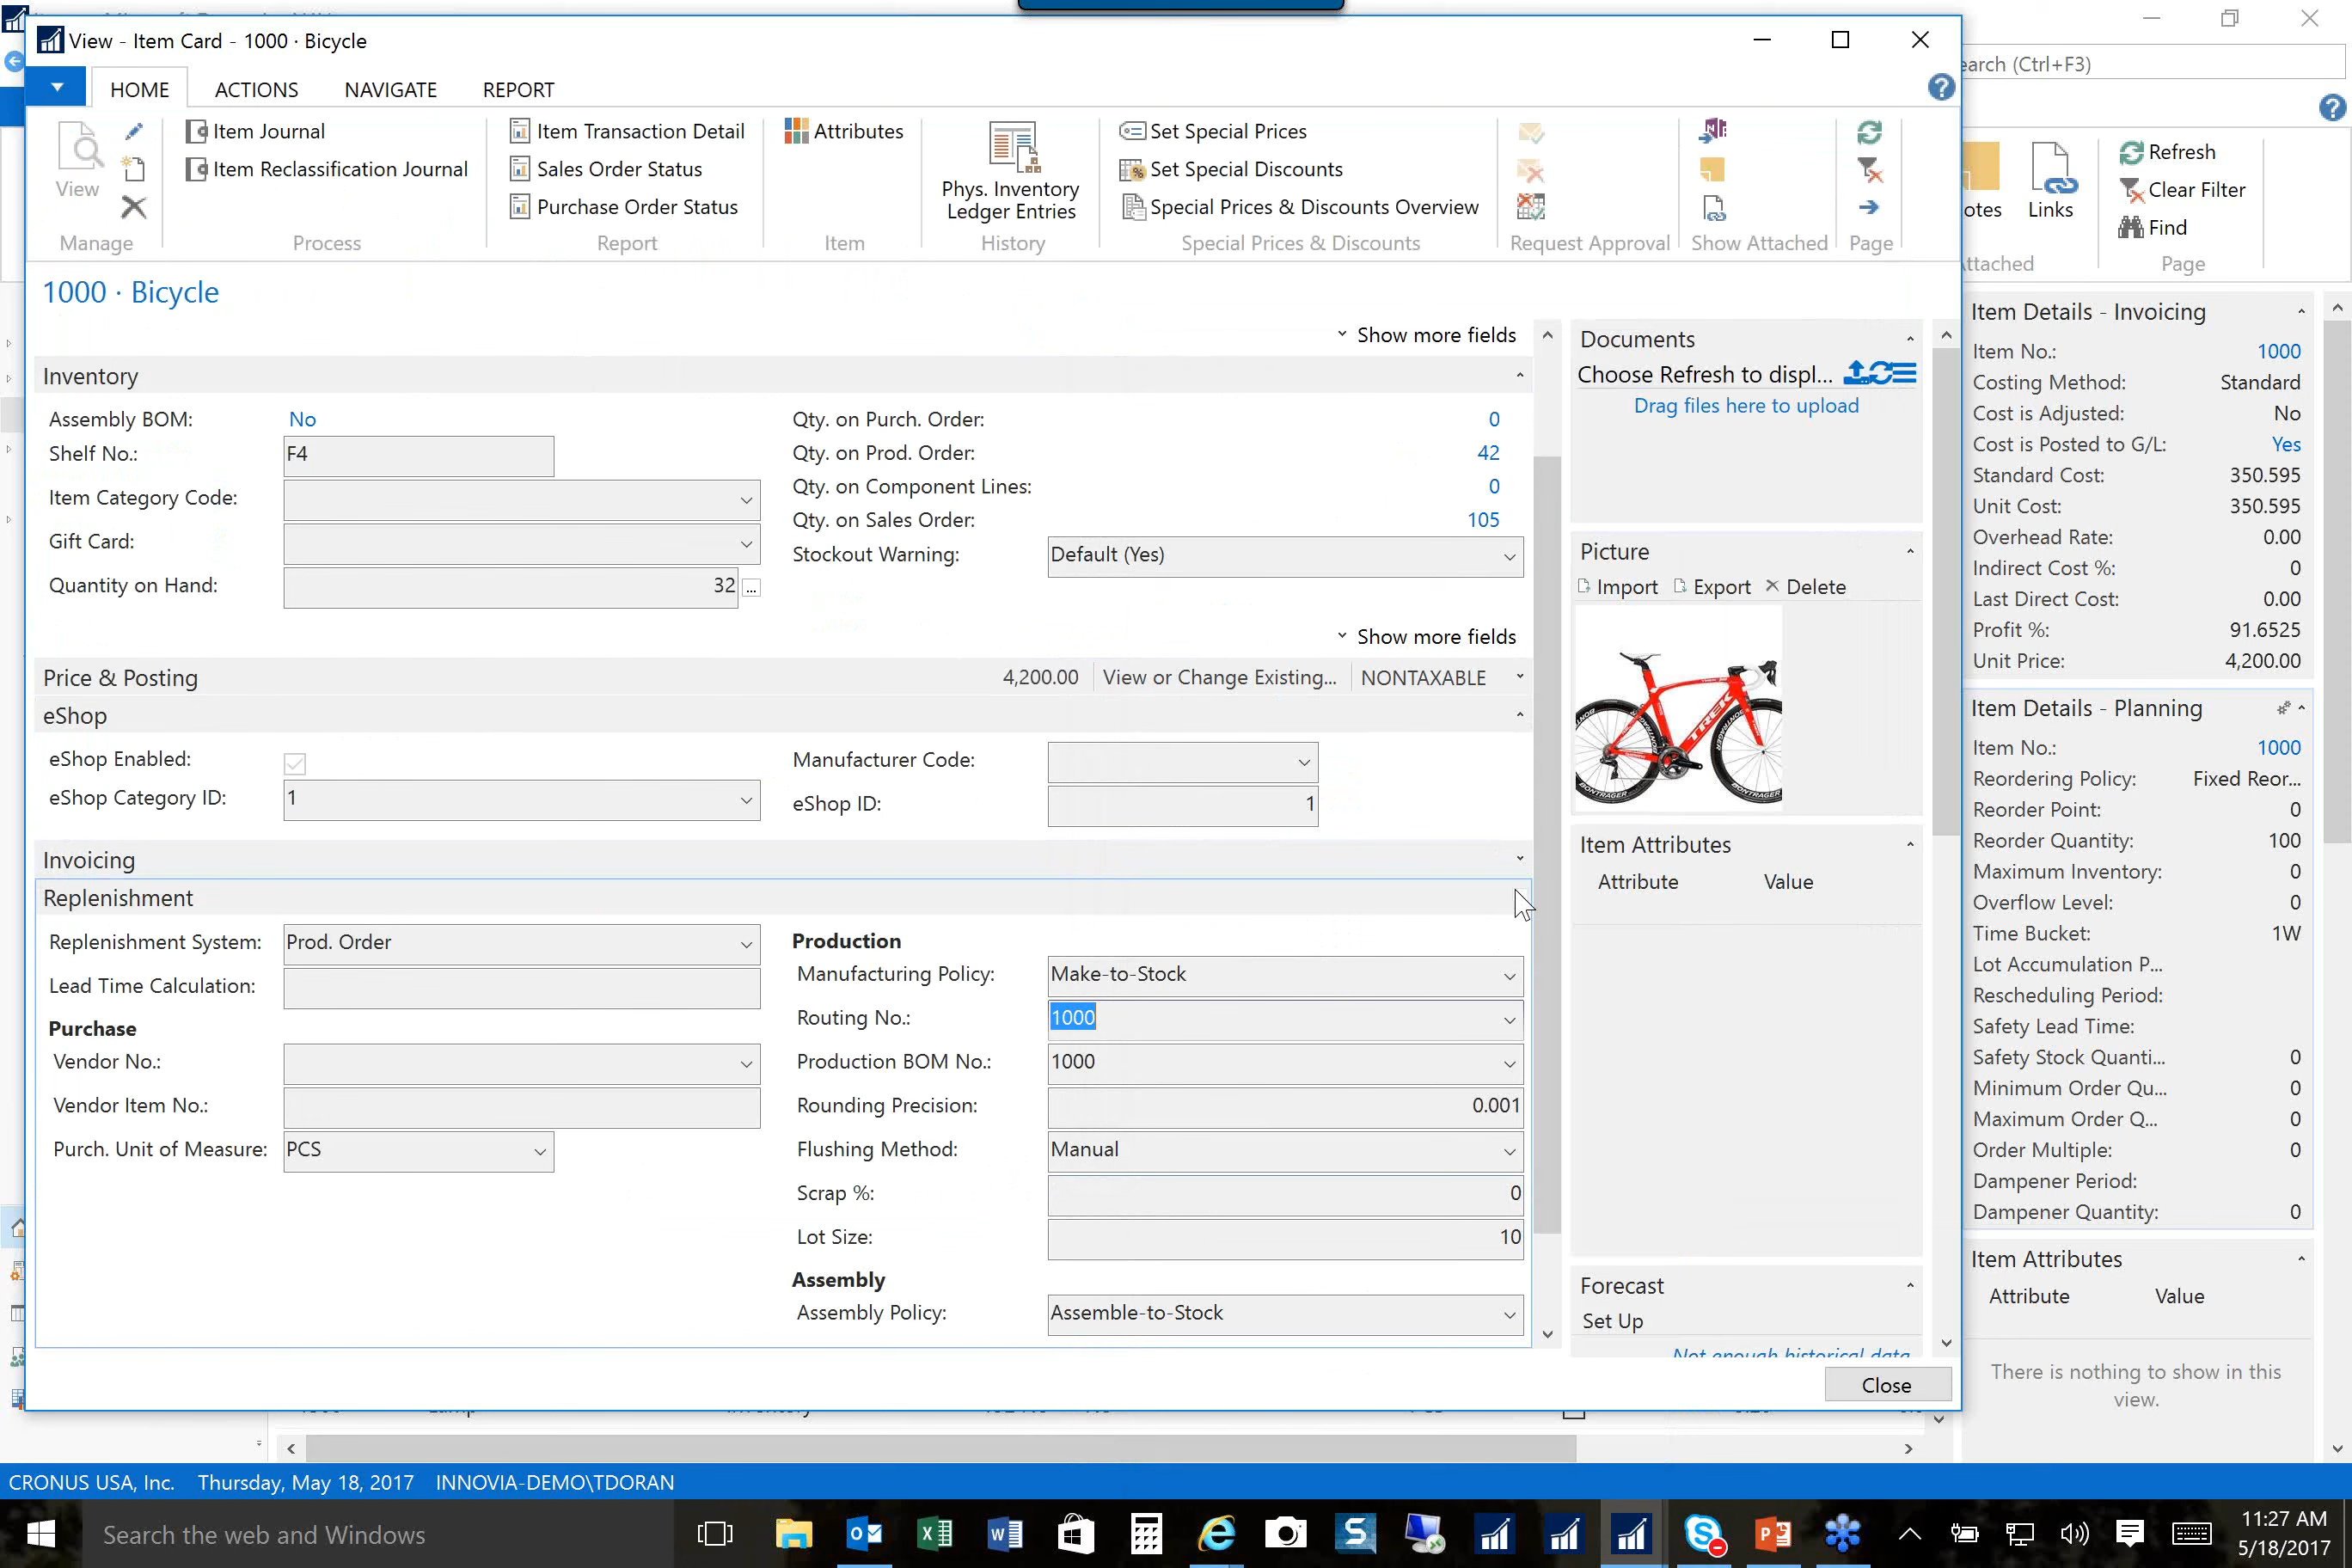 View - Item Card - 1000 · Bicycle
HOME ACTIONS NAVIGATE REPORT
View
Manage
Item Journal
Item Reclassification Journal
Process
Item Transaction Detail
Sales Order Status
Purchase Order Status
Report
Attributes
Item
Phys. Inventory
Ledger Entries
History
Set Special Prices
Set Special Discounts
Special Prices & Discounts Overview
Special Prices & Discounts
Request Approval
Show Attached
Page
1000 · Bicycle
Show more fields
Inventory
Assembly BOM: No
Shelf No.: F4
Item Category Code:
Gift Card:
Quantity on Hand: 32 ...
Qty. on Purch. Order: 0
Qty. on Prod. Order: 42
Qty. on Component Lines: 0
Qty. on Sales Order: 105
Stockout Warning: Default (Yes)
Show more fields
Price & Posting 4,200.00 View or Change Existing... NONTAXABLE
eShop
eShop Enabled:
eShop Category ID: 1
Manufacturer Code:
eShop ID: 1
Invoicing
Replenishment
Replenishment System: Prod. Order
Lead Time Calculation:
Purchase
Vendor No.:
Vendor Item No.:
Purch. Unit of Measure: PCS
Production
Manufacturing Policy: Make-to-Stock
Routing No.: 1000
Production BOM No.: 1000
Rounding Precision: 0.001
Flushing Method: Manual
Scrap %: 0
Lot Size: 10
Assembly
Assembly Policy: Assemble-to-Stock
Documents
Choose Refresh to displ...
Drag files here to upload
Picture
Import Export Delete
TREK
BONTRAGER
BONTRAGER
Item Attributes
Attribute Value
Forecast
Set Up
Not enough historical data
Close
earch (Ctrl+F3)
otes
Links
ttached
Refresh
Clear Filter
Find
Page
Item Details - Invoicing
Item No.: 1000
Costing Method: Standard
Cost is Adjusted: No
Cost is Posted to G/L: Yes
Standard Cost: 350.595
Unit Cost: 350.595
Overhead Rate: 0.00
Indirect Cost %: 0
Last Direct Cost: 0.00
Profit %: 91.6525
Unit Price: 4,200.00
Item Details - Planning
Item No.: 1000
Reordering Policy: Fixed Reor...
Reorder Point: 0
Reorder Quantity: 100
Maximum Inventory: 0
Overflow Level: 0
Time Bucket: 1W
Lot Accumulation P...
Rescheduling Period:
Safety Lead Time:
Safety Stock Quanti... 0
Minimum Order Qu... 0
Maximum Order Q... 0
Order Multiple: 0
Dampener Period:
Dampener Quantity: 0
Item Attributes
Attribute Value
There is nothing to show in this
view.
CRONUS USA, Inc. Thursday, May 18, 2017 INNOVIA-DEMO\TDORAN
Search the web and Windows
11:27 AM
5/18/2017